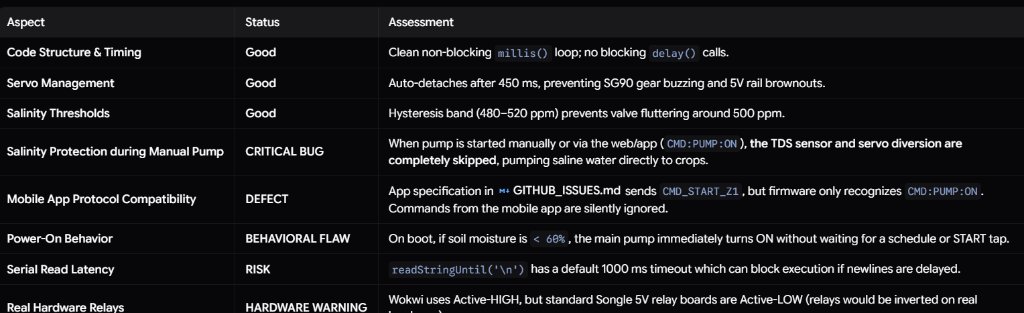 Aspect Status Assessment
Code Structure & Timing Good Clean non-blocking millis() loop; no blocking delay() calls.
Servo Management Good Auto-detaches after 450 ms, preventing SG90 gear buzzing and 5V rail brownouts.
Salinity Thresholds Good Hysteresis band (480–520 ppm) prevents valve fluttering around 500 ppm.
Salinity Protection during Manual Pump CRITICAL BUG When pump is started manually or via the web/app ( CMD:PUMP:ON ), the TDS sensor and servo diversion are
completely skipped, pumping saline water directly to crops.
Mobile App Protocol Compatibility DEFECT App specification in GITHUB_ISSUES.md sends CMD_START_Z1 , but firmware only recognizes CMD:PUMP:ON .
Commands from the mobile app are silently ignored.
Power-On Behavior BEHAVIORAL FLAW On boot, if soil moisture is < 60% , the main pump immediately turns ON without waiting for a schedule or START tap.
Serial Read Latency RISK readStringUntil('\n') has a default 1000 ms timeout which can block execution if newlines are delayed.
Real Hardware Relays HARDWARE WARNING Wokwi uses Active-HIGH, but standard Songle 5V relay boards are Active-LOW (relays would be inverted on real